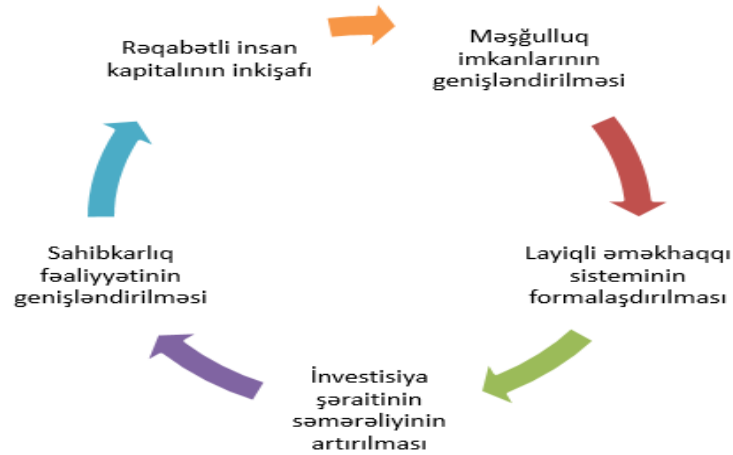 Rəqabətli insan
kapitalının inkişafı
Məşğulluq
imkanlarının
genişləndirilməsi
Layiqli əməkhaqqı
sisteminin
formalaşdırılması
İnvestisiya
şəraitinin
səmərəliyinin
artırılması
Sahibkarlıq
fəaliyyətinin
genişləndirilməsi